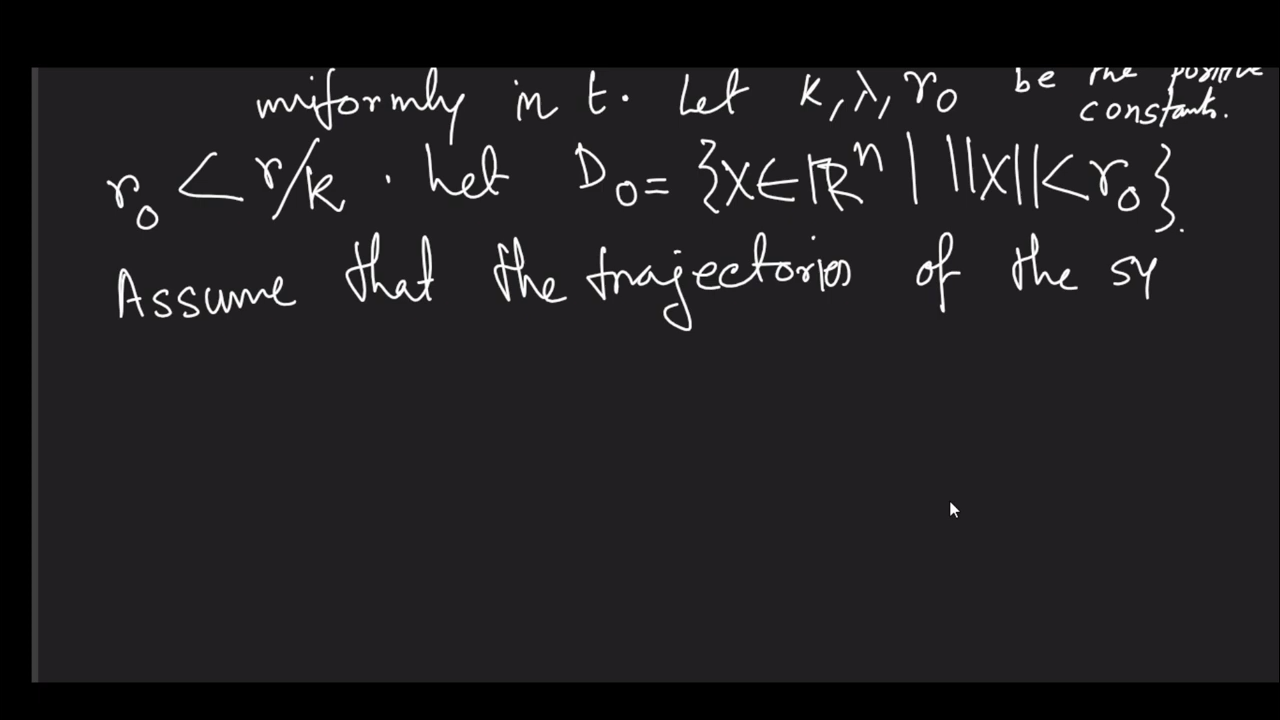 uniformly in t. Let k, λ, r₀ be the positive constants.
r₀ < r/k. Let D₀ = {x ∈ ℝⁿ | ||x|| < r₀}.
Assume that the trajectories of the sy